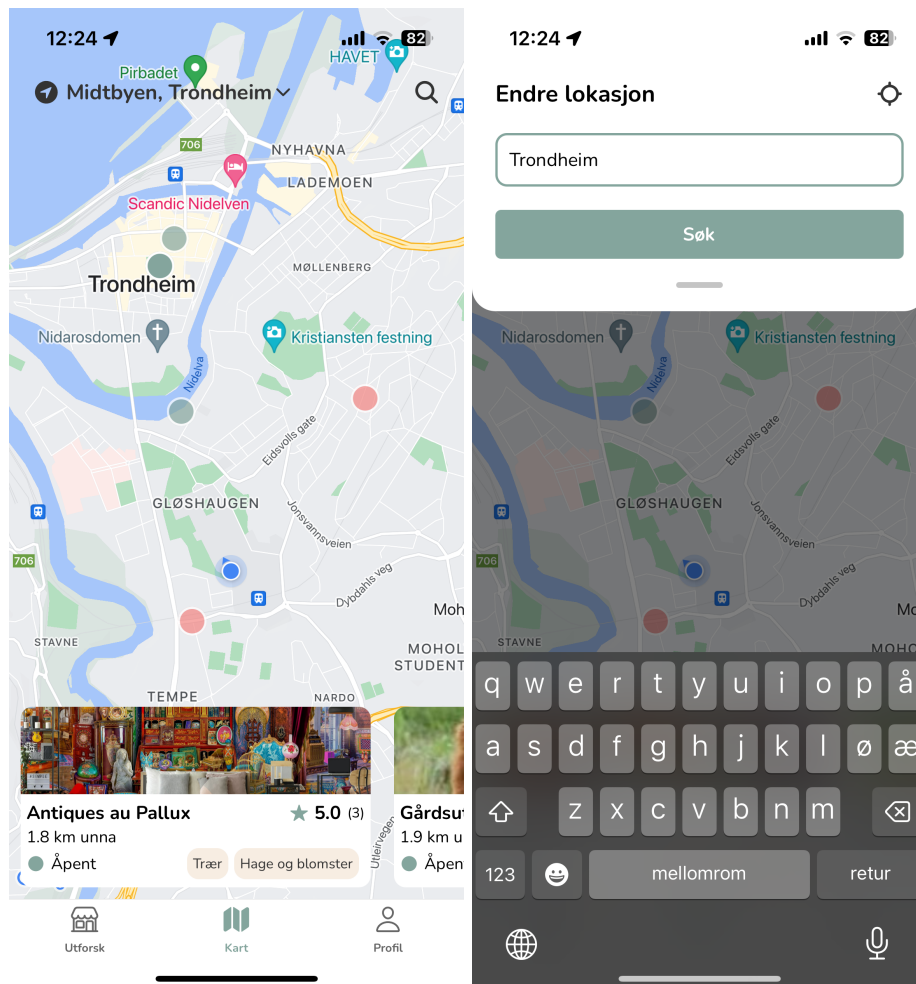 12:24
82
HAVET
Pirbadet
Midtbyen, Trondheim
706
NYHAVNA
LADEMOEN
Scandic Nidelven
MØLLENBERG
Trondheim
Nidarosdomen
Kristiansten festning
Nidelva
Eidsvolls gate
GLØSHAUGEN
Jonsvannsveien
706
Dybdahls veg
Moh
STAVNE
MOHOL
STUDENT
TEMPE
NARDO
Utleirvegen
Antiques au Pallux
5.0 (3)
1.8 km unna
Åpent
Trær
Hage og blomster
Gårdsut
1.9 km u
Åpen
Utforsk
Kart
Profil
12:24
82
Endre lokasjon
Trondheim
Søk
Nidarosdomen
Kristiansten festning
Nidelva
Eidsvolls gate
GLØSHAUGEN
Jonsvannsveien
706
Dybdahls veg
Mo
STAVNE
MOHO
q w e r t y u i o p å
a s d f g h j k l ø æ
z x c v b n m
123
mellomrom
retur